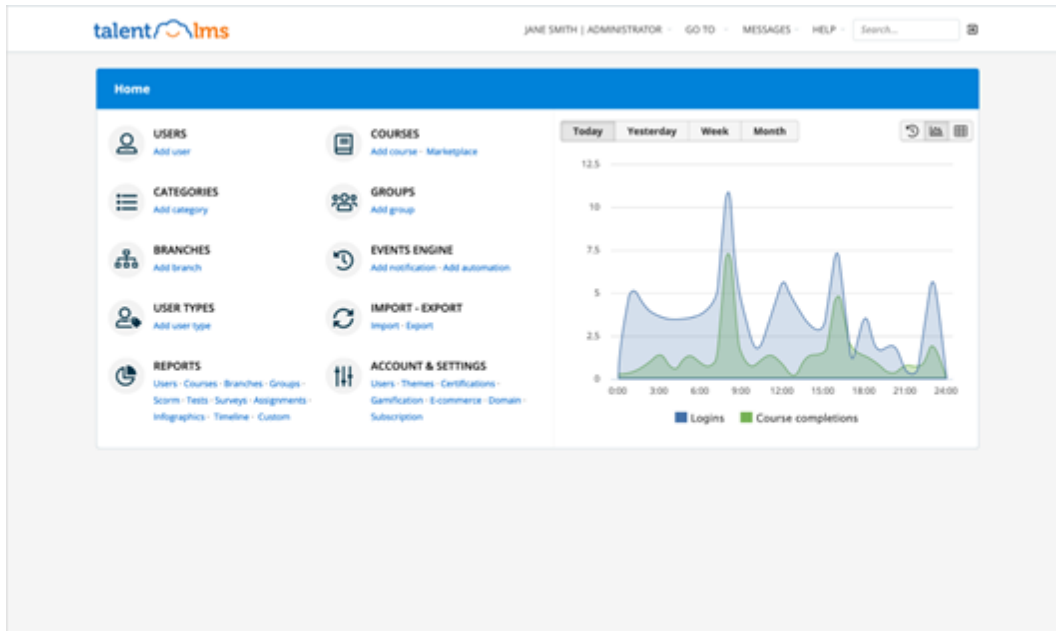 talentlms
JANE SMITH | ADMINISTRATOR GO TO MESSAGES HELP Search...
Home
USERS
Add user
COURSES
Add course · Marketplace
CATEGORIES
Add category
GROUPS
Add group
BRANCHES
Add branch
EVENTS ENGINE
Add notification · Add automation
USER TYPES
Add user type
IMPORT - EXPORT
Import · Export
REPORTS
Users · Courses · Branches · Groups ·
Scorm · Tests · Surveys · Assignments ·
Infographics · Timeline · Custom
ACCOUNT & SETTINGS
Users · Themes · Certifications ·
Gamification · E-commerce · Domain ·
Subscription
Today Yesterday Week Month
12.5
10
7.5
5
2.5
0
0:00 3:00 6:00 9:00 12:00 15:00 18:00 21:00 24:00
Logins Course completions